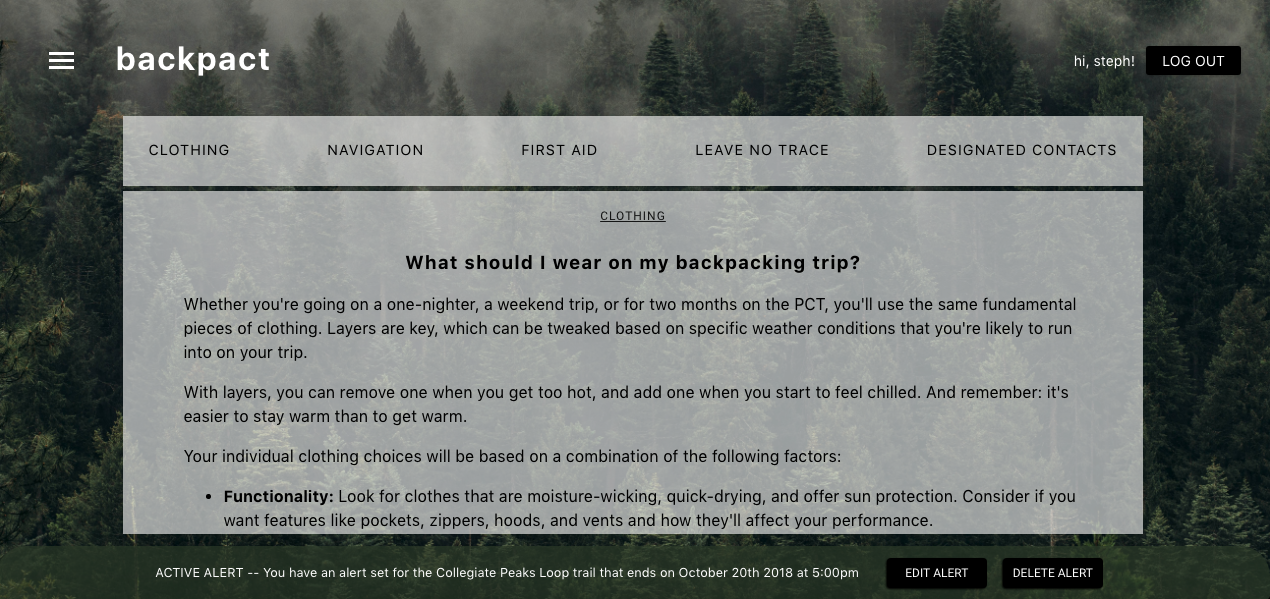 backpact
hi, steph!
LOG OUT
CLOTHING
NAVIGATION
FIRST AID
LEAVE NO TRACE
DESIGNATED CONTACTS
CLOTHING
What should I wear on my backpacking trip?
Whether you're going on a one-nighter, a weekend trip, or for two months on the PCT, you'll use the same fundamental
pieces of clothing. Layers are key, which can be tweaked based on specific weather conditions that you're likely to run
into on your trip.
With layers, you can remove one when you get too hot, and add one when you start to feel chilled. And remember: it's
easier to stay warm than to get warm.
Your individual clothing choices will be based on a combination of the following factors:
• Functionality: Look for clothes that are moisture-wicking, quick-drying, and offer sun protection. Consider if you
want features like pockets, zippers, hoods, and vents and how they'll affect your performance.
ACTIVE ALERT -- You have an alert set for the Collegiate Peaks Loop trail that ends on October 20th 2018 at 5:00pm
EDIT ALERT
DELETE ALERT